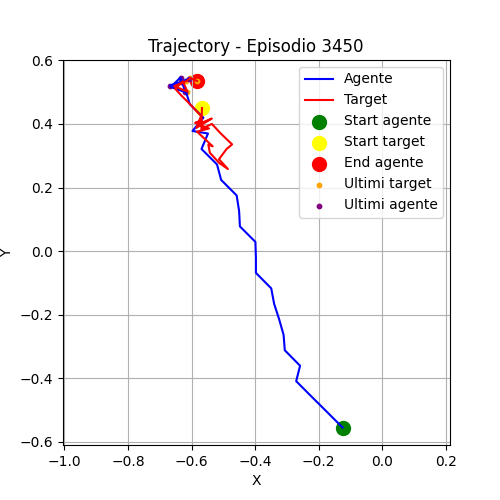 Trajectory - Episodio 3450
0.6
0.4
0.2
0.0
−0.2
−0.4
−0.6
Y
−1.0
−0.8
−0.6
−0.4
−0.2
0.0
0.2
X
Agente
Target
Start agente
Start target
End agente
Ultimi target
Ultimi agente